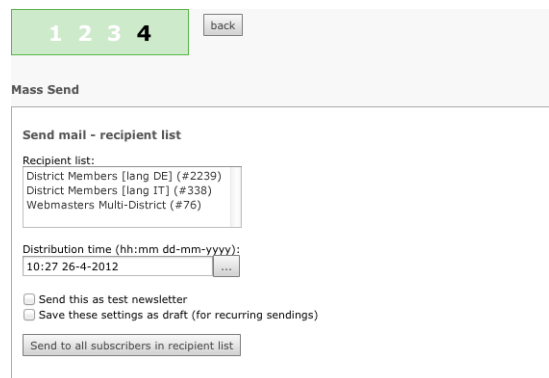 1 2 3 4 back
Mass Send
Send mail - recipient list
Recipient list:
District Members [lang DE] (#2239)
District Members [lang IT] (#338)
Webmasters Multi-District (#76)
Distribution time (hh:mm dd-mm-yyyy):
10:27 26-4-2012 ...
Send this as test newsletter
Save these settings as draft (for recurring sendings)
Send to all subscribers in recipient list